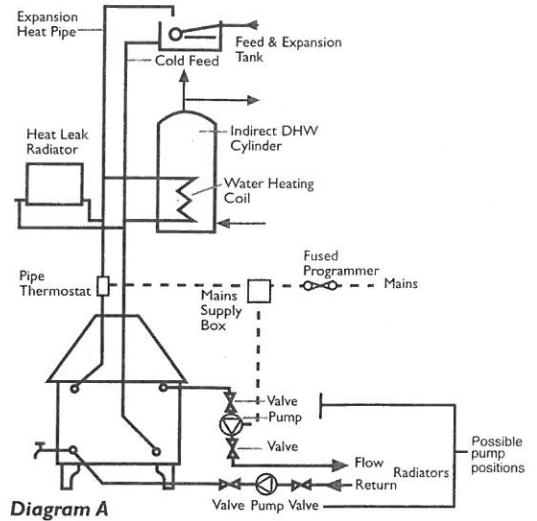 Expansion
Heat Pipe
Feed & Expansion
Tank
Cold Feed
Heat Leak
Radiator
Indirect DHW
Cylinder
Water Heating
Coil
Pipe
Thermostat
Mains
Supply
Box
Fused
Programmer
Mains
Valve
Pump
Valve
Flow
Return
Radiators
Possible
pump
positions
Valve Pump Valve
Diagram A